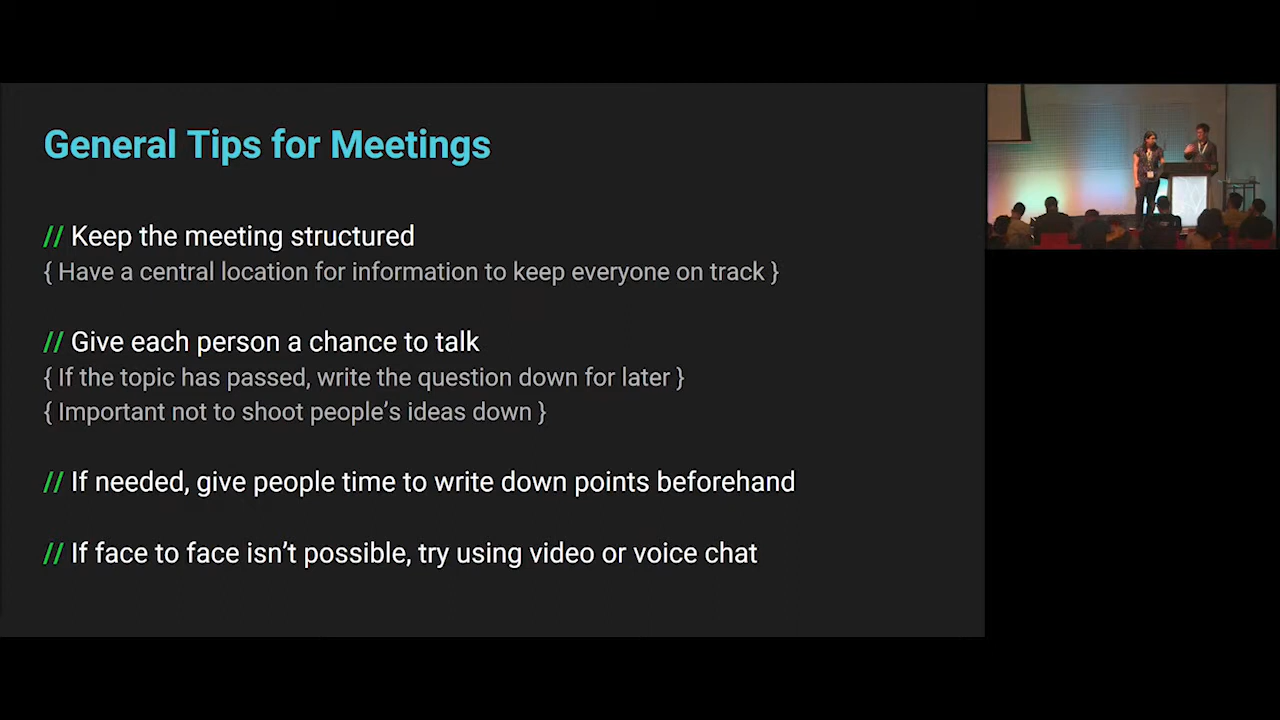 General Tips for Meetings
// Keep the meeting structured
{ Have a central location for information to keep everyone on track }
// Give each person a chance to talk
{ If the topic has passed, write the question down for later }
{ Important not to shoot people’s ideas down }
// If needed, give people time to write down points beforehand
// If face to face isn’t possible, try using video or voice chat